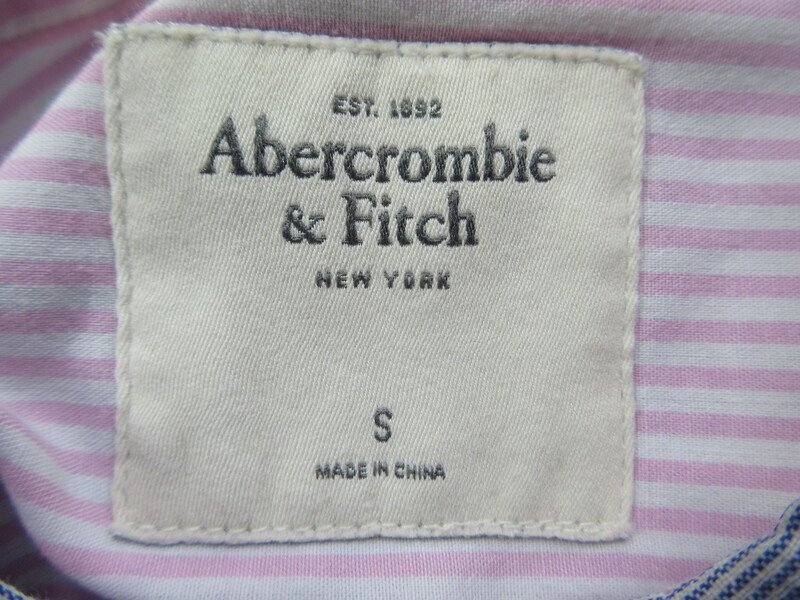 EST. 1892
Abercrombie
& Fitch
NEW YORK
S
MADE IN CHINA